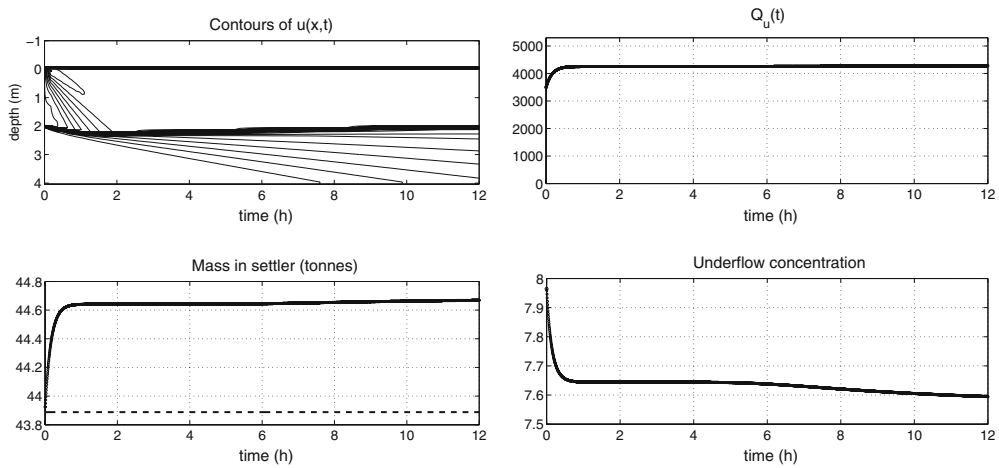 Contours of u(x,t)
−1
0
1
2
3
4
depth (m)
0 2 4 6 8 10 12
time (h)
Q_u(t)
5000
4000
3000
2000
1000
0
0 2 4 6 8 10 12
time (h)
Mass in settler (tonnes)
44.8
44.6
44.4
44.2
44
43.8
0 2 4 6 8 10 12
time (h)
Underflow concentration
8
7.9
7.8
7.7
7.6
7.5
0 2 4 6 8 10 12
time (h)